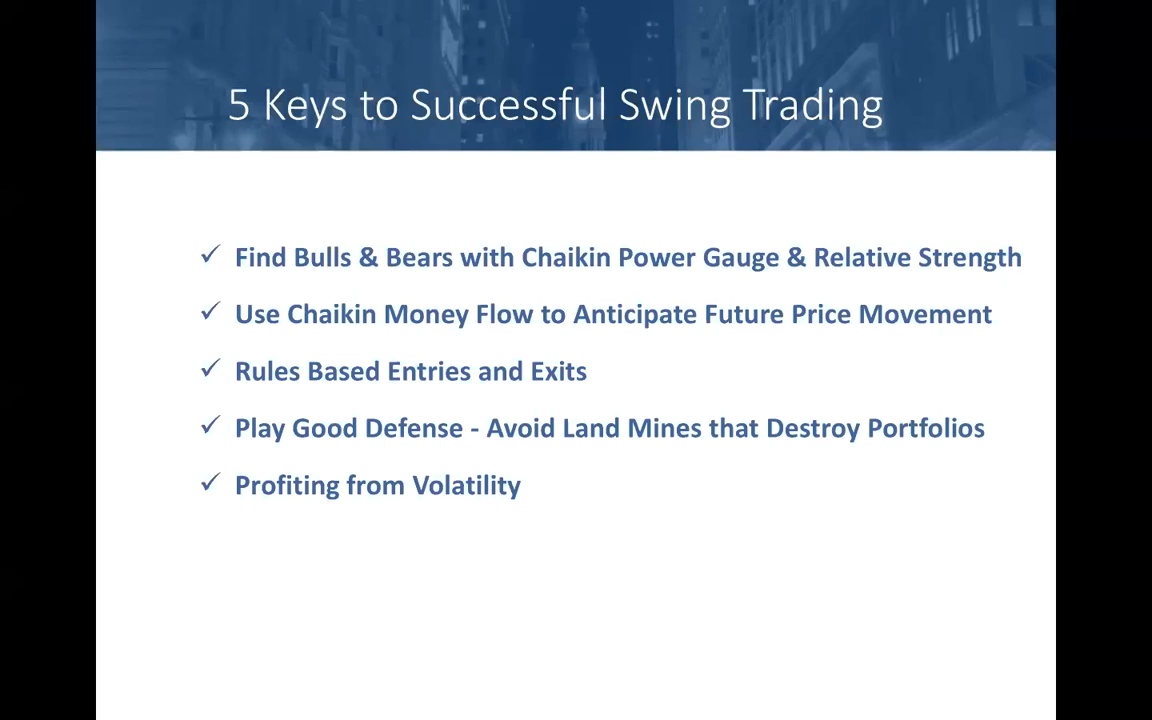 5 Keys to Successful Swing Trading
✓ Find Bulls & Bears with Chaikin Power Gauge & Relative Strength
✓ Use Chaikin Money Flow to Anticipate Future Price Movement
✓ Rules Based Entries and Exits
✓ Play Good Defense - Avoid Land Mines that Destroy Portfolios
✓ Profiting from Volatility